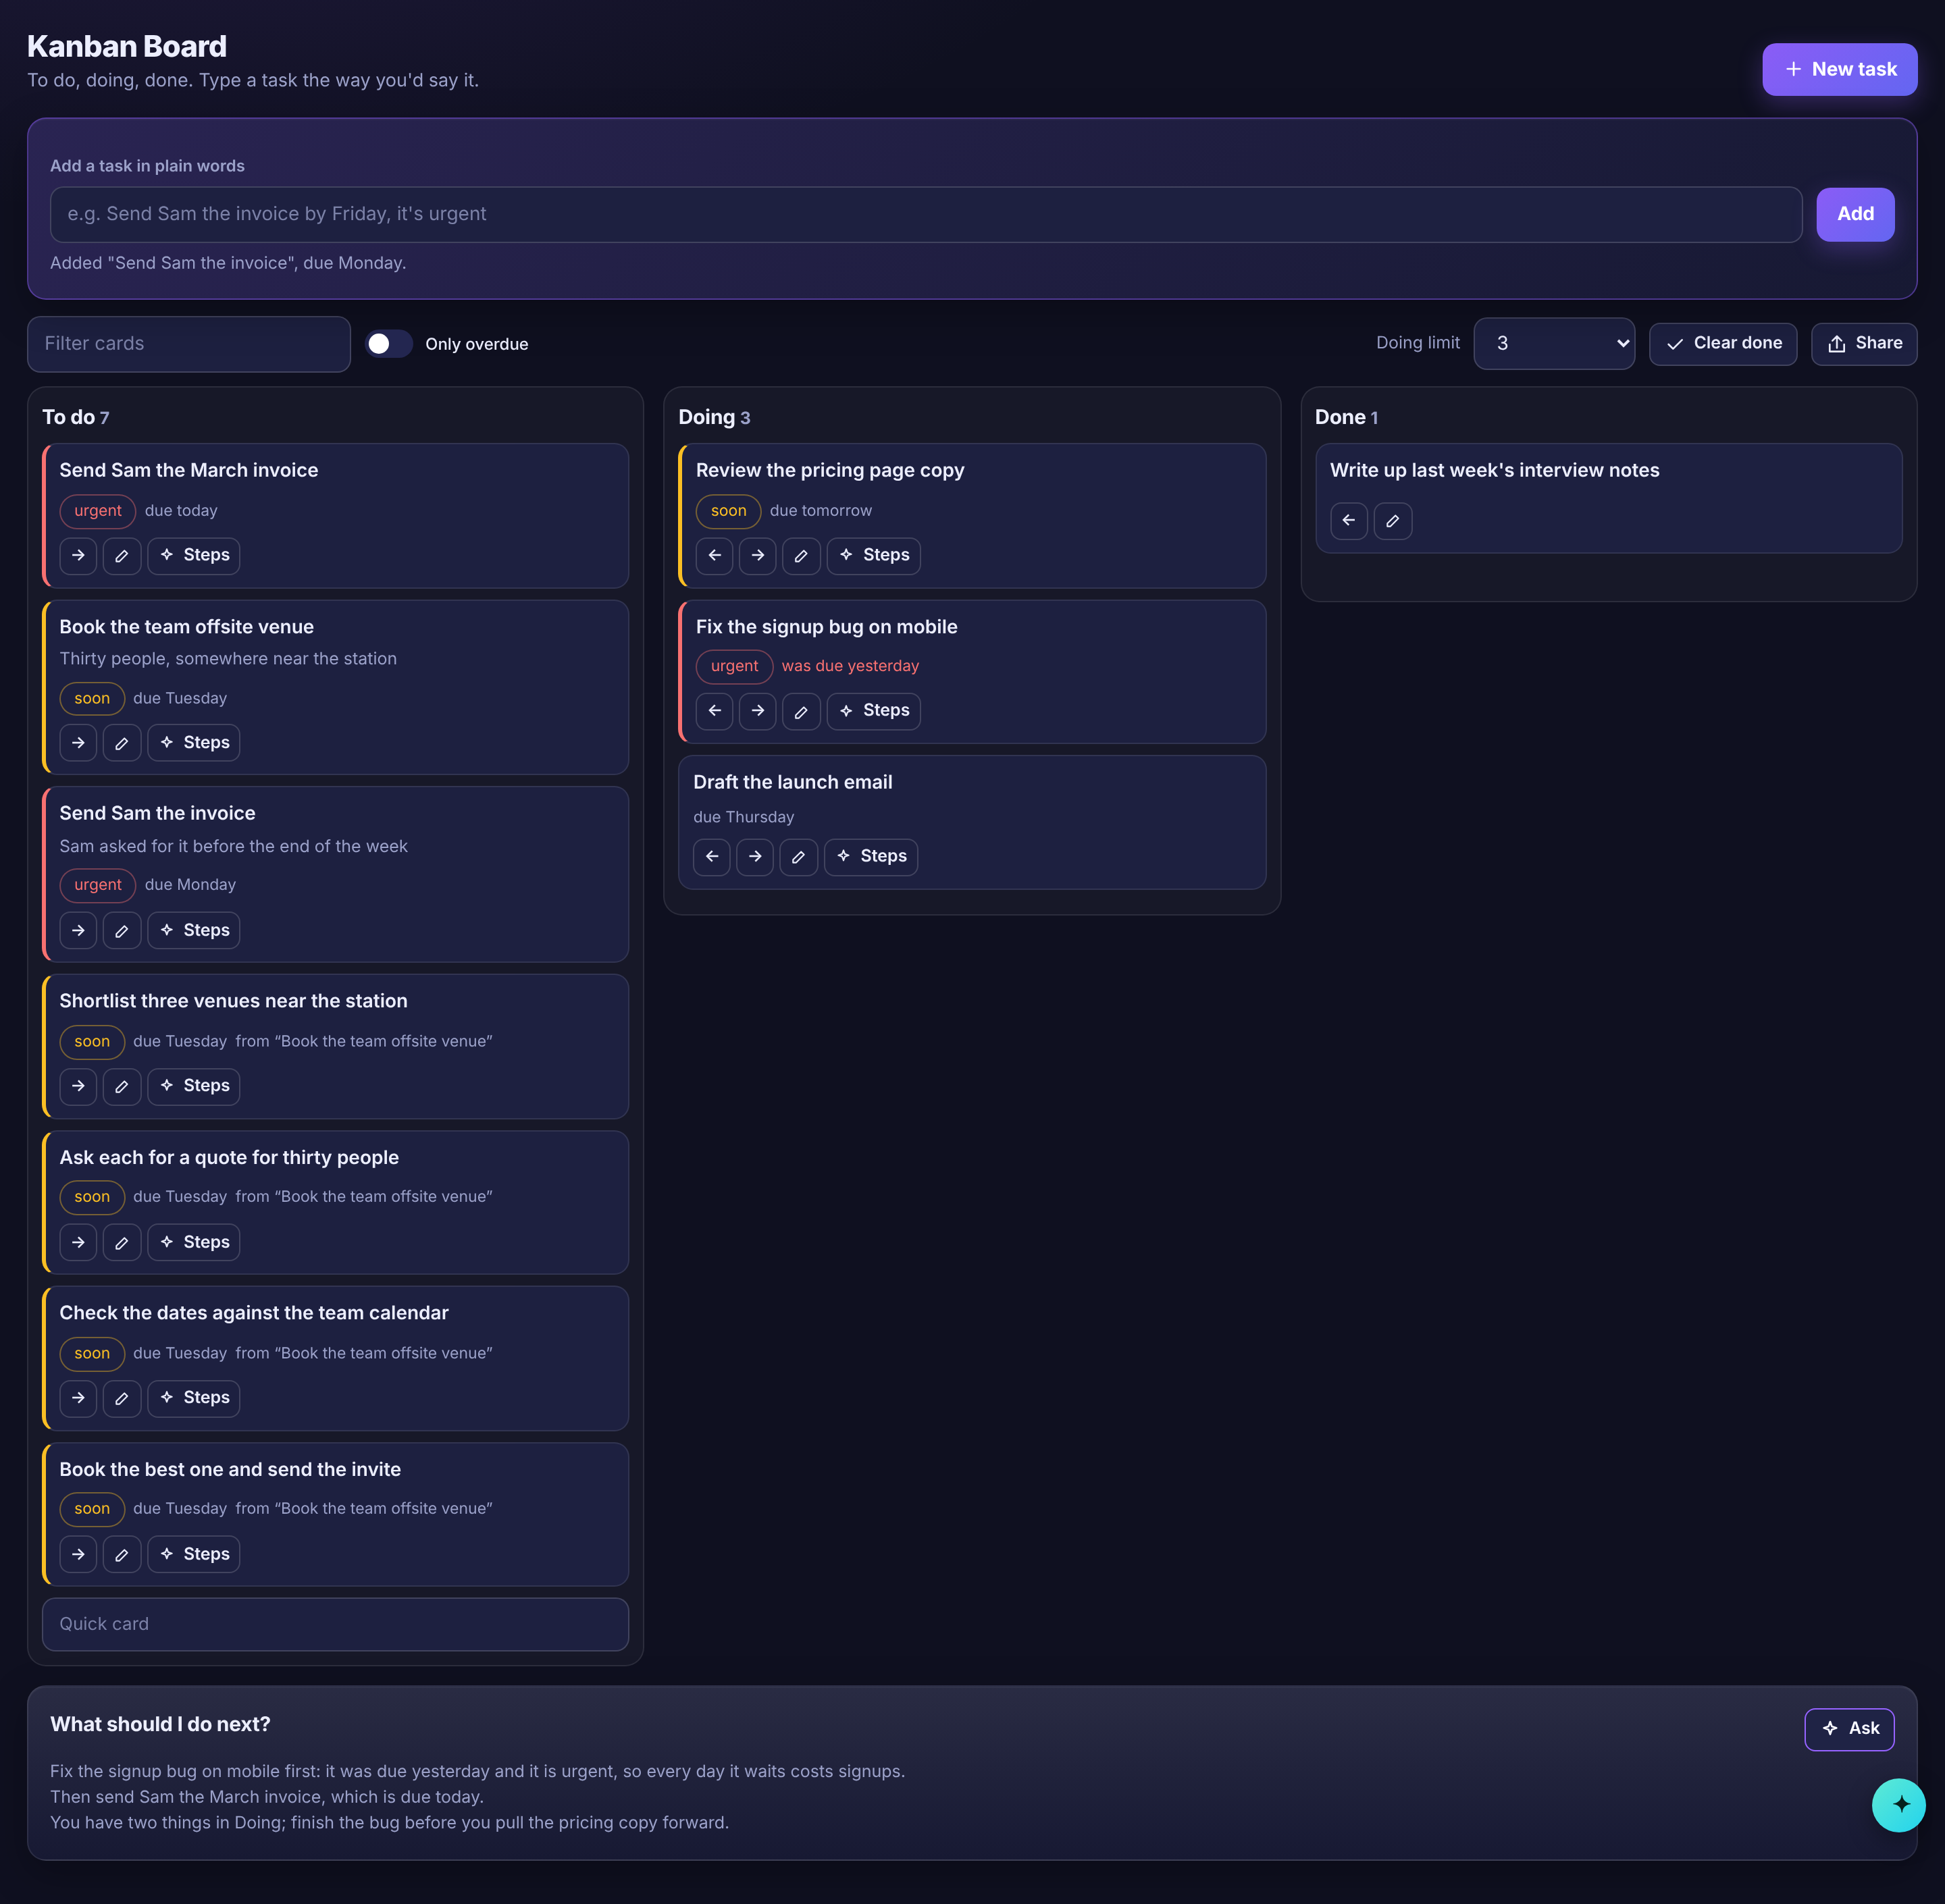 Kanban Board
To do, doing, done. Type a task the way you'd say it.
New task
Add a task in plain words
e.g. Send Sam the invoice by Friday, it's urgent
Add
Added "Send Sam the invoice", due Monday.
Filter cards
Only overdue
Doing limit
3
Clear done
Share
To do 7
Send Sam the March invoice
urgent due today
Steps
Book the team offsite venue
Thirty people, somewhere near the station
soon due Tuesday
Steps
Send Sam the invoice
Sam asked for it before the end of the week
urgent due Monday
Steps
Shortlist three venues near the station
soon due Tuesday from “Book the team offsite venue”
Steps
Ask each for a quote for thirty people
soon due Tuesday from “Book the team offsite venue”
Steps
Check the dates against the team calendar
soon due Tuesday from “Book the team offsite venue”
Steps
Book the best one and send the invite
soon due Tuesday from “Book the team offsite venue”
Steps
Quick card
Doing 3
Review the pricing page copy
soon due tomorrow
Steps
Fix the signup bug on mobile
urgent was due yesterday
Steps
Draft the launch email
due Thursday
Steps
Done 1
Write up last week's interview notes
What should I do next?
Ask
Fix the signup bug on mobile first: it was due yesterday and it is urgent, so every day it waits costs signups.
Then send Sam the March invoice, which is due today.
You have two things in Doing; finish the bug before you pull the pricing copy forward.